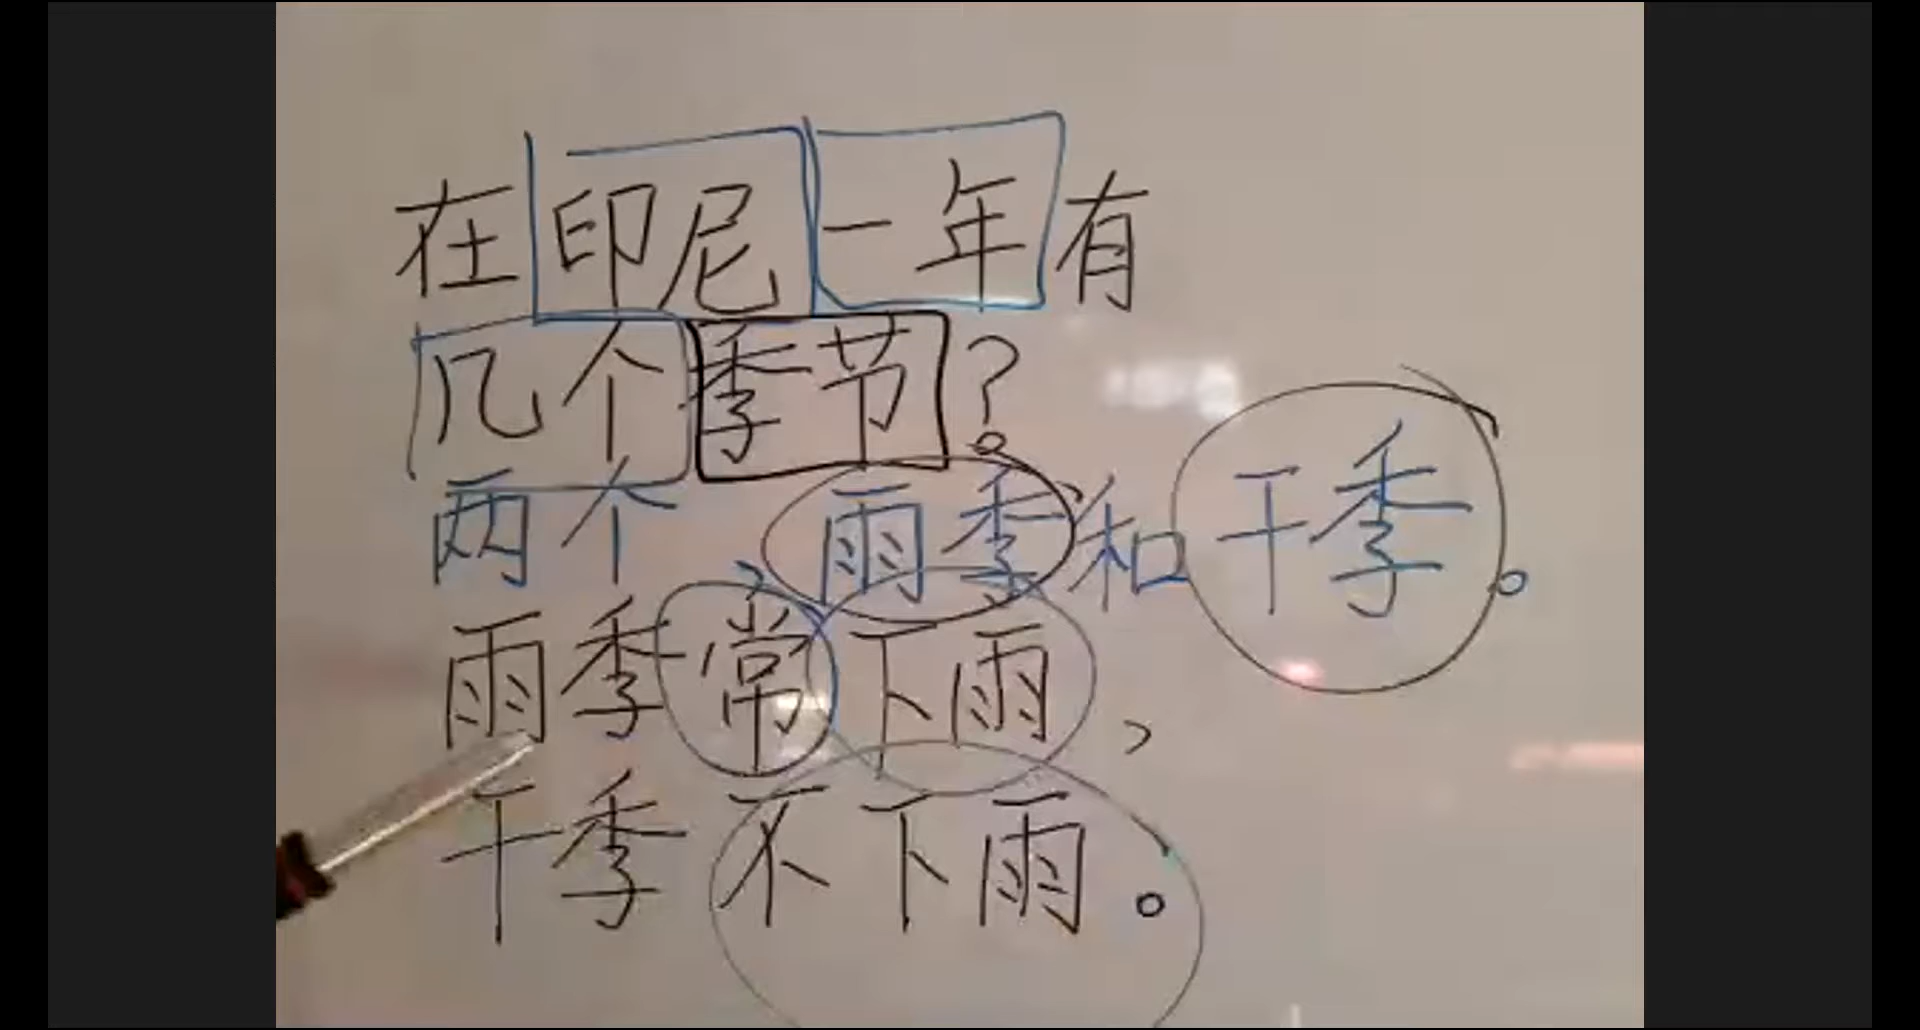 在印尼一年有
几个季节?
两个,雨季和干季。
雨季常下雨,
干季不下雨。